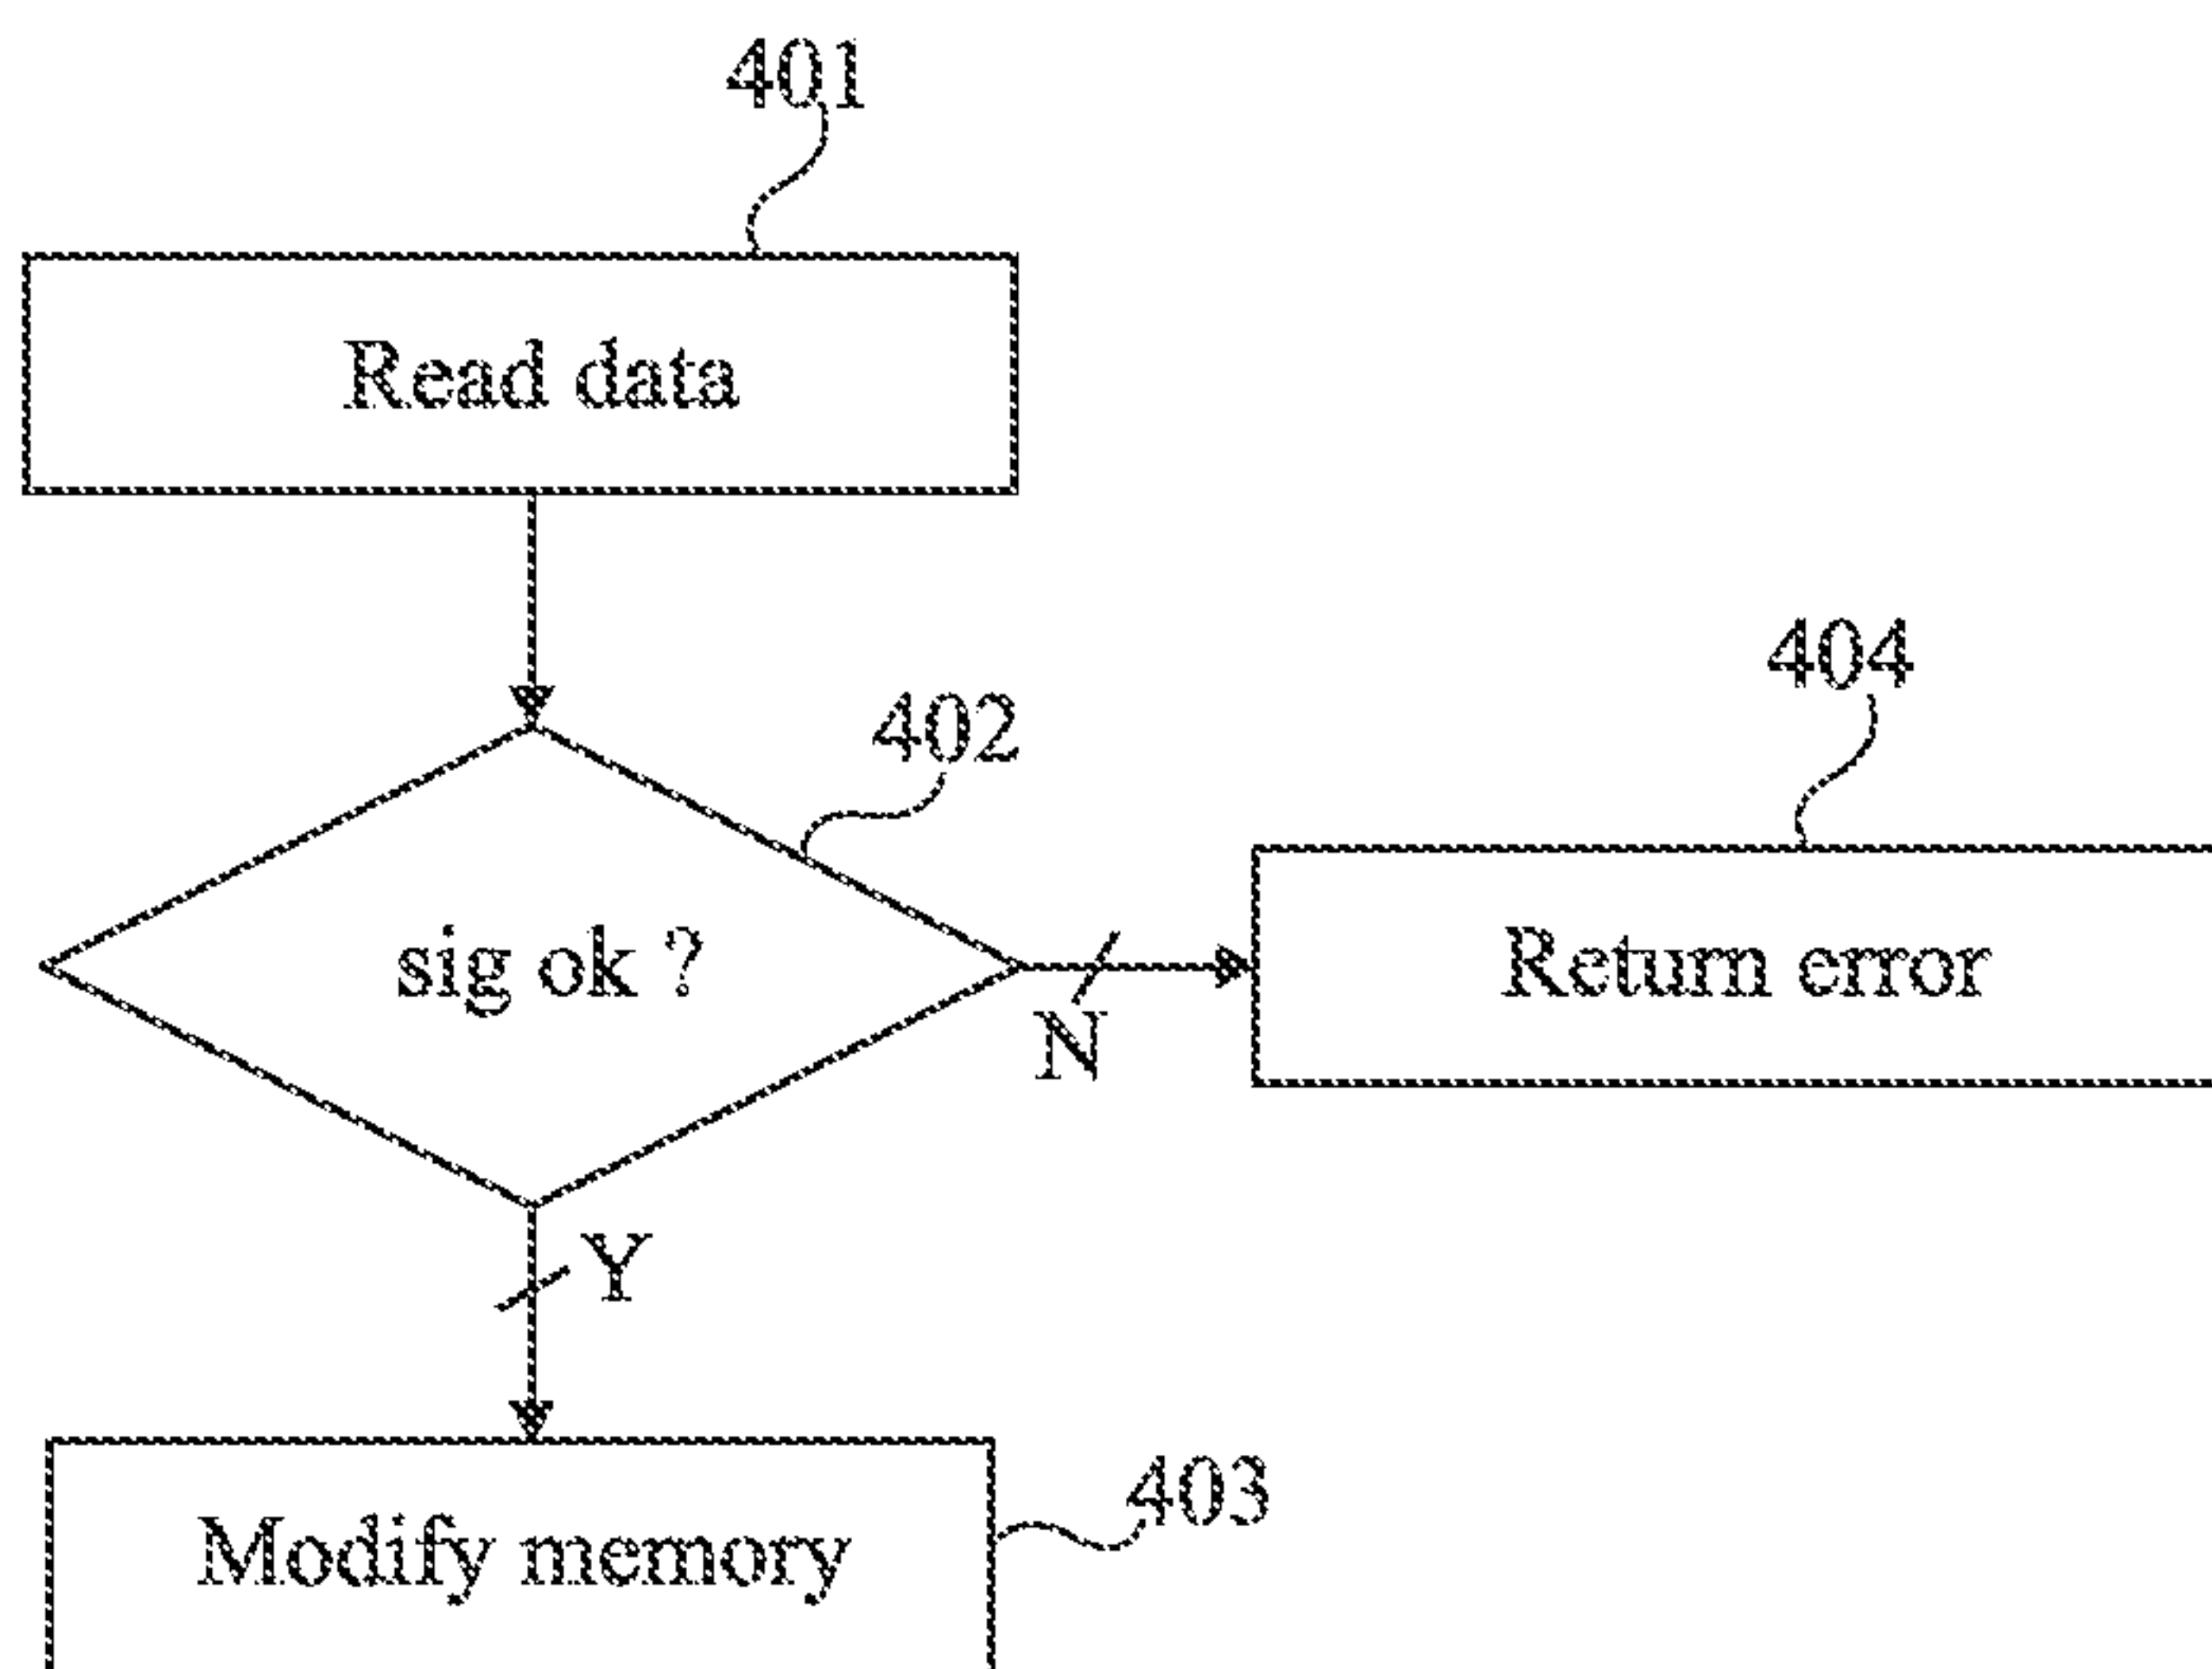 401
Read data
404
402
sig ok ?
Return error
N
Y
403
Modify memory